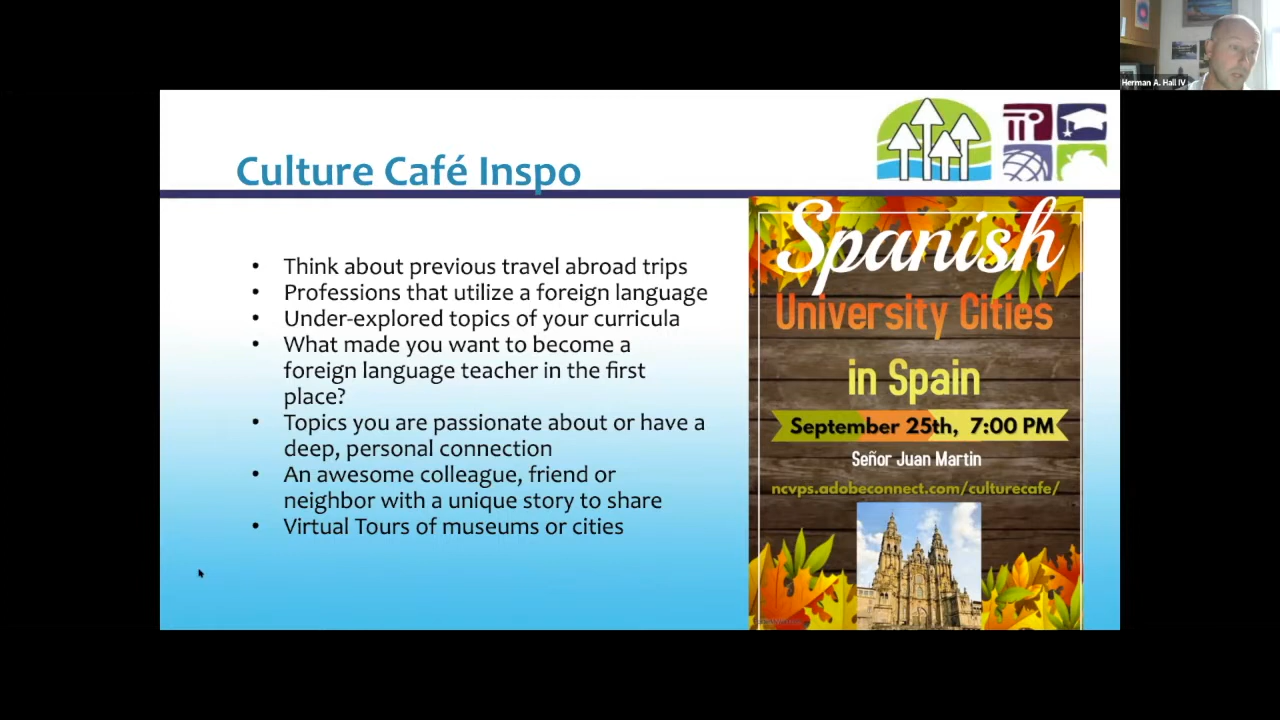 Herman A. Hall IV
Culture Café Inspo
• Think about previous travel abroad trips
• Professions that utilize a foreign language
• Under-explored topics of your curricula
• What made you want to become a
foreign language teacher in the first
place?
• Topics you are passionate about or have a
deep, personal connection
• An awesome colleague, friend or
neighbor with a unique story to share
• Virtual Tours of museums or cities
Spanish
University Cities
in Spain
September 25th, 7:00 PM
Señor Juan Martin
ncvps.adobeconnect.com/culturecafe/